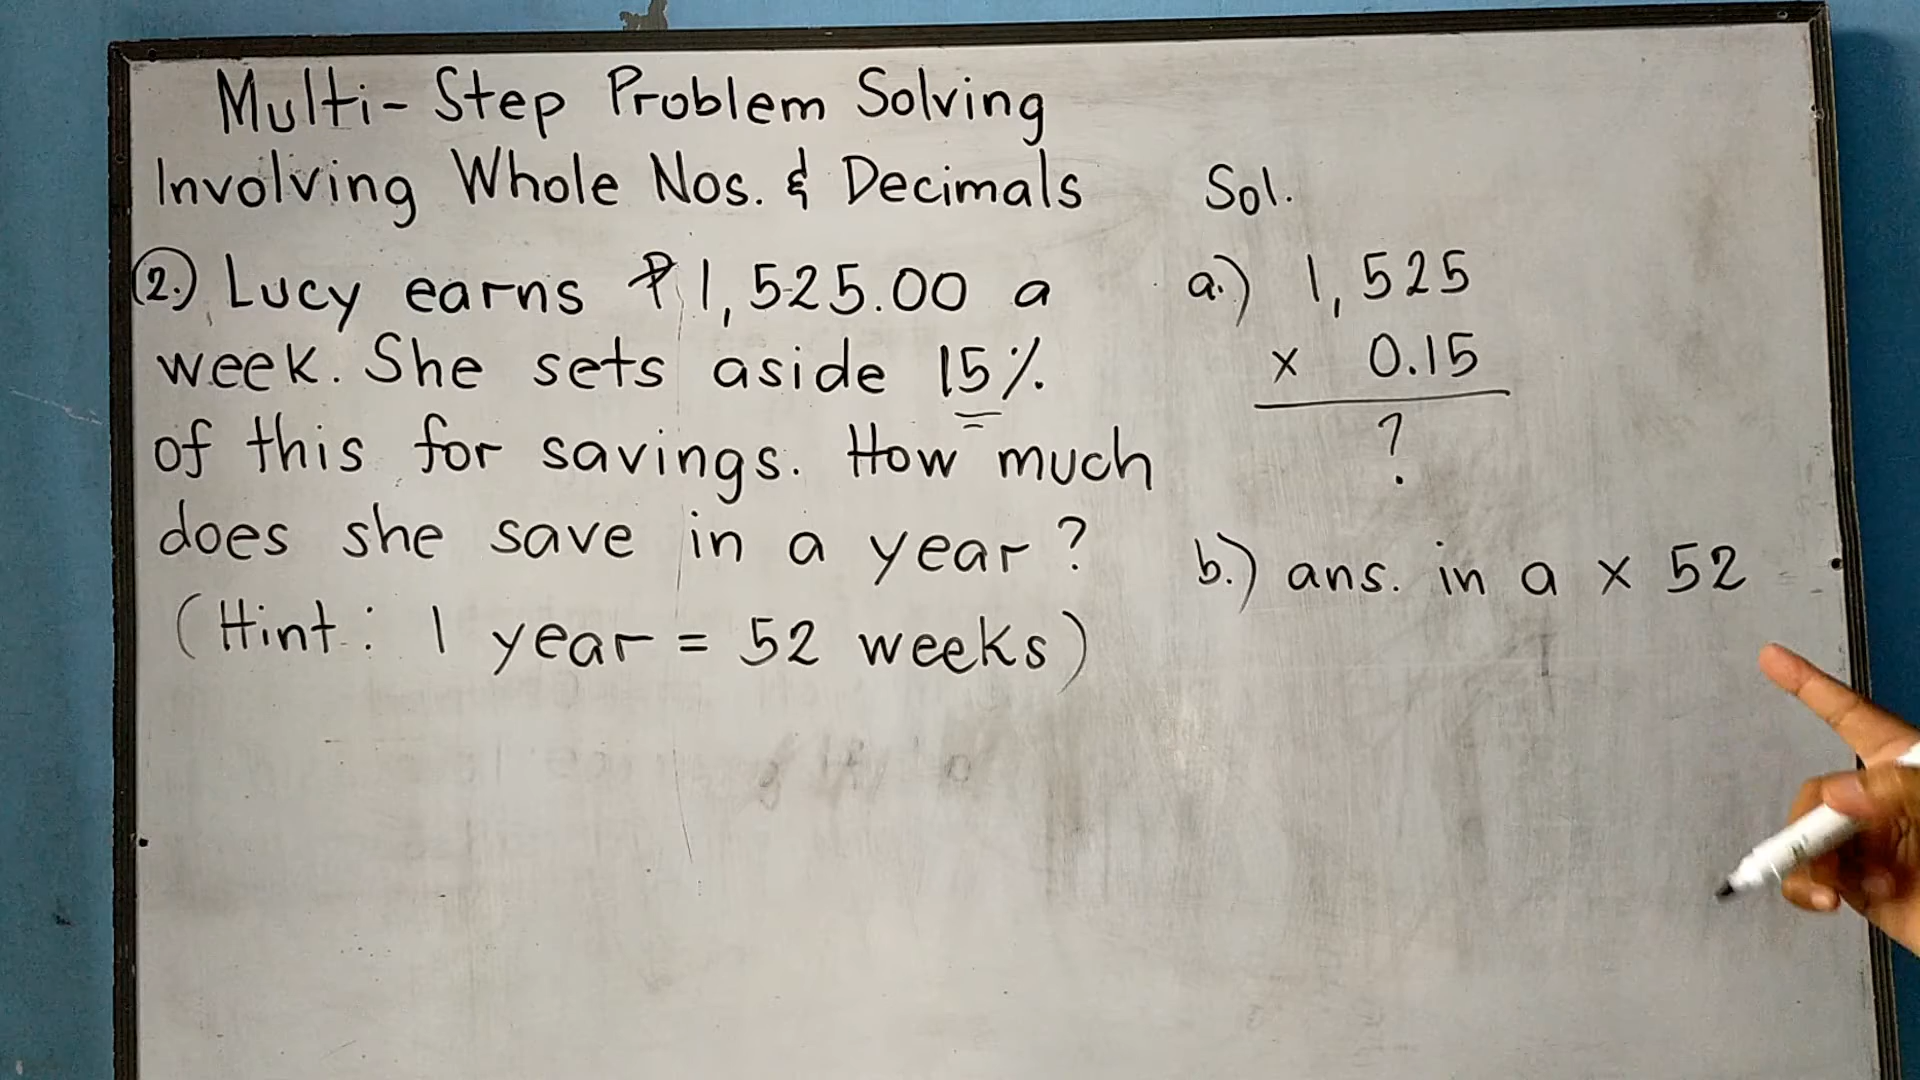 Multi-Step Problem Solving
Involving Whole Nos. & Decimals
2.) Lucy earns ₱1,525.00 a
week. She sets aside 15%
of this for savings. How much
does she save in a year?
(Hint: 1 year = 52 weeks)
Sol.
a.) 1,525
x 0.15
?
b.) ans. in a x 52